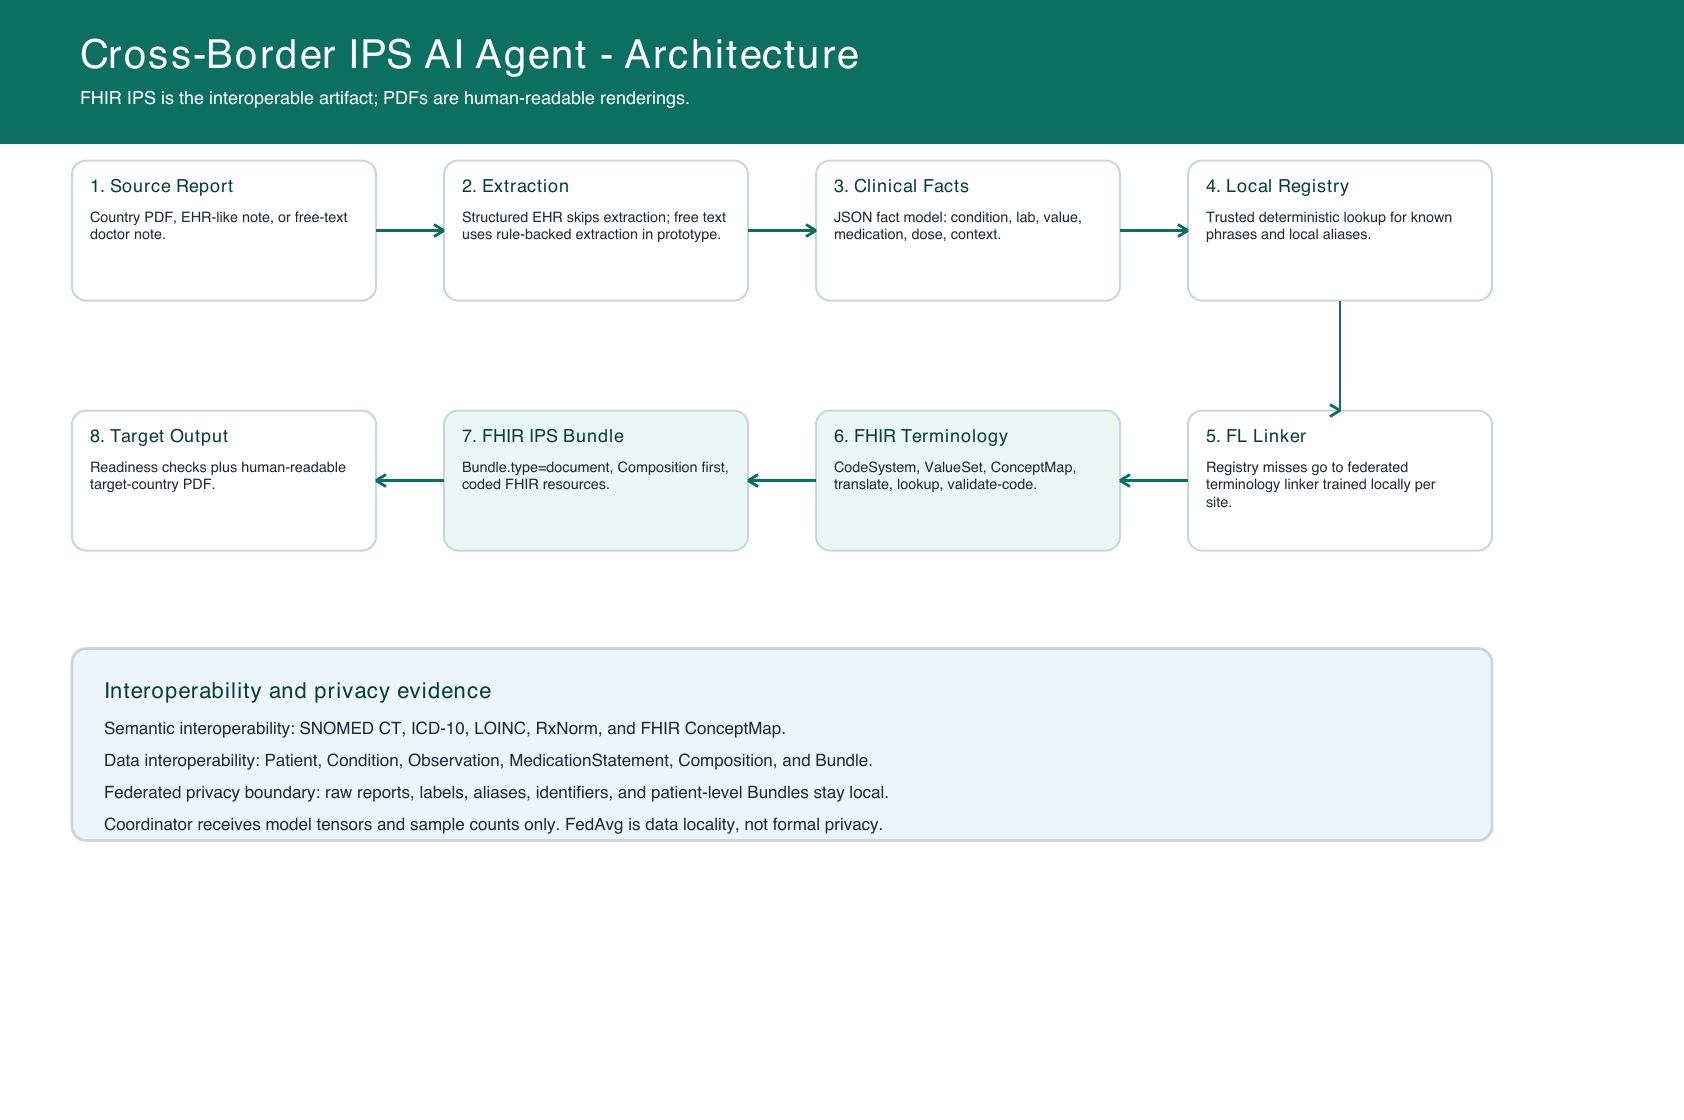 Cross-Border IPS AI Agent - Architecture
FHIR IPS is the interoperable artifact; PDFs are human-readable renderings.
1. Source Report
Country PDF, EHR-like note, or free-text
doctor note.
2. Extraction
Structured EHR skips extraction; free text
uses rule-backed extraction in prototype.
3. Clinical Facts
JSON fact model: condition, lab, value,
medication, dose, context.
4. Local Registry
Trusted deterministic lookup for known
phrases and local aliases.
5. FL Linker
Registry misses go to federated
terminology linker trained locally per
site.
6. FHIR Terminology
CodeSystem, ValueSet, ConceptMap,
translate, lookup, validate-code.
7. FHIR IPS Bundle
Bundle.type=document, Composition first,
coded FHIR resources.
8. Target Output
Readiness checks plus human-readable
target-country PDF.
Interoperability and privacy evidence
Semantic interoperability: SNOMED CT, ICD-10, LOINC, RxNorm, and FHIR ConceptMap.
Data interoperability: Patient, Condition, Observation, MedicationStatement, Composition, and Bundle.
Federated privacy boundary: raw reports, labels, aliases, identifiers, and patient-level Bundles stay local.
Coordinator receives model tensors and sample counts only. FedAvg is data locality, not formal privacy.